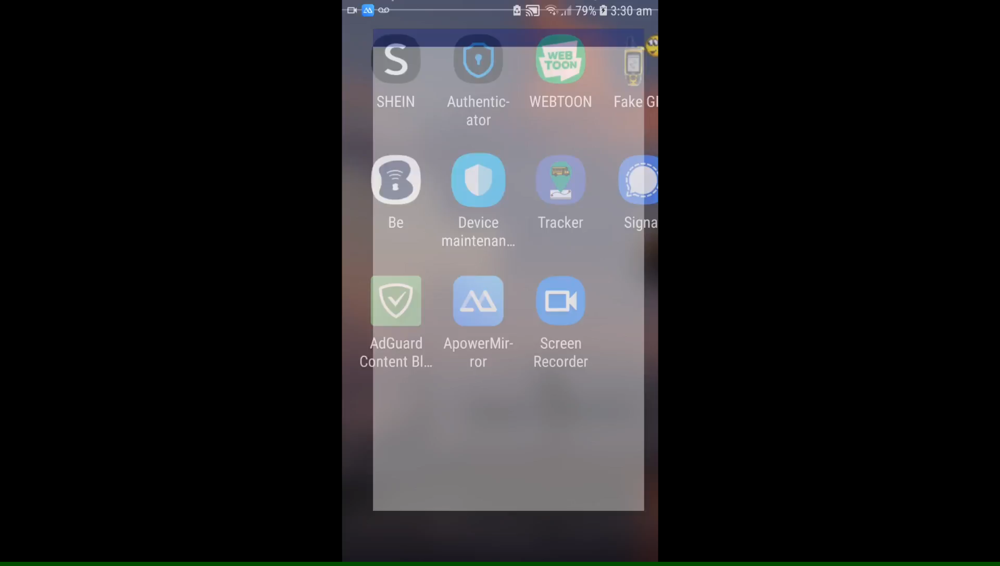 79% 3:30 am
S
WEB
TOON
SHEIN
Authentic-
ator
WEBTOON
Fake G
Be
Device
maintenan...
Tracker
Signa
AdGuard
Content Bl...
ApowerMir-
ror
Screen
Recorder